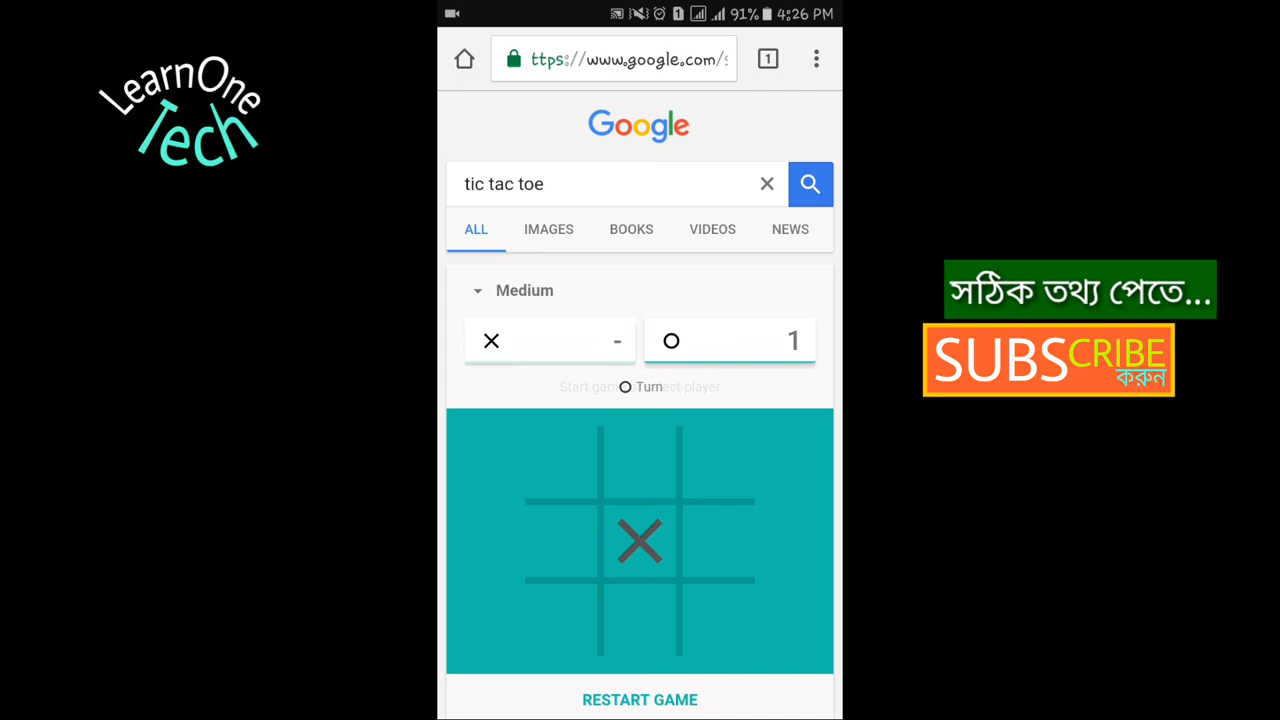 LearnOne
Tech
91% 4:26 PM
ttps://www.google.com/s
1
Google
tic tac toe
ALL IMAGES BOOKS VIDEOS NEWS
Medium
-
1
Turn
RESTART GAME
সঠিক তথ্য পেতে...
SUBSCRIBE
করুন